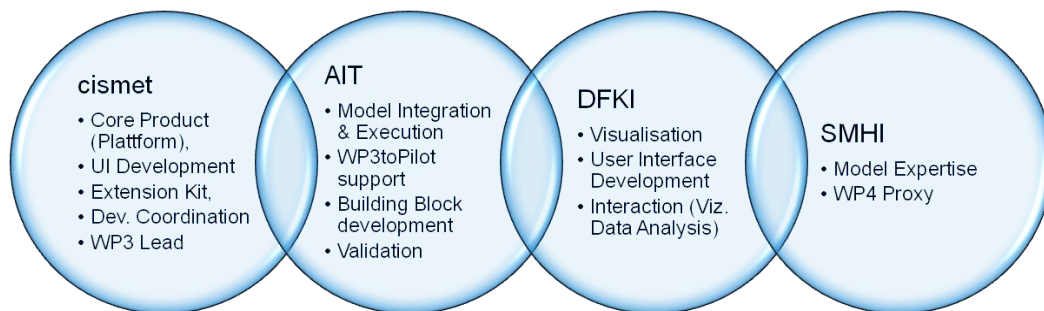 cismet
• Core Product
(Plattform),
• UI Development
• Extension Kit,
• Dev. Coordination
• WP3 Lead
AIT
• Model Integration
& Execution
• WP3toPilot
support
• Building Block
development
• Validation
DFKI
• Visualisation
• User Interface
Development
• Interaction (Viz.
Data Analysis)
SMHI
• Model Expertise
• WP4 Proxy